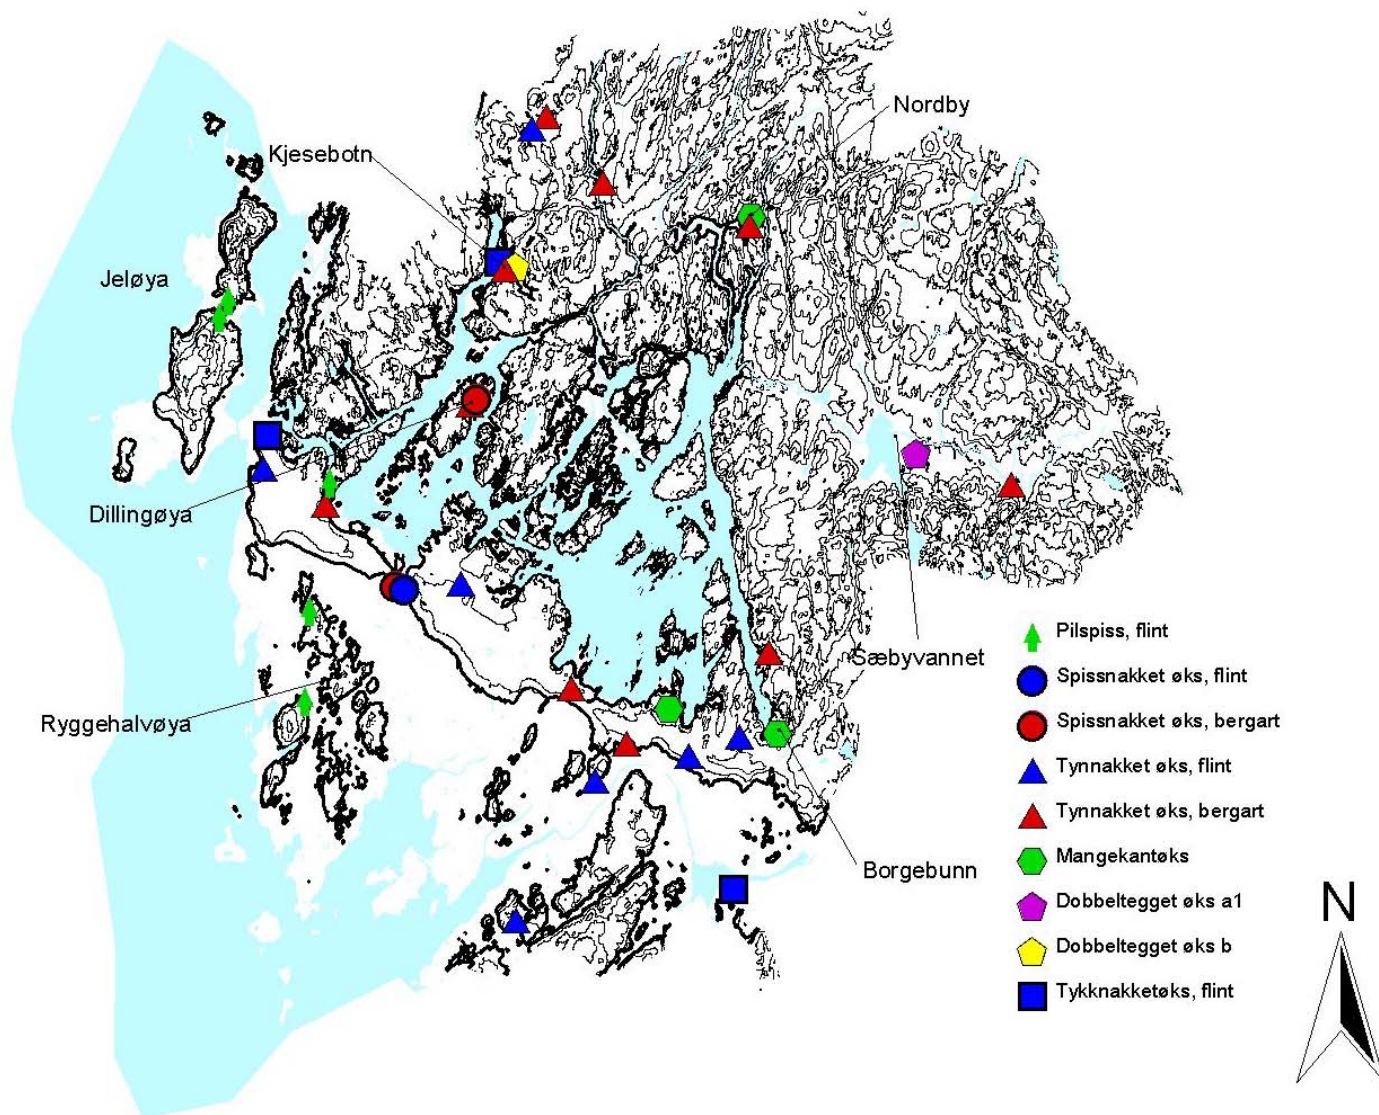 Nordby
Kjesebotn
Jeløya
Dillingøya
Sæbyvannet
Ryggehalvøya
Borgebunn
Pilspiss, flint
Spissnakket øks, flint
Spissnakket øks, bergart
Tynnakket øks, flint
Tynnakket øks, bergart
Mangekantøks
Dobbeltegget øks a1
Dobbeltegget øks b
Tykknakketøks, flint
N